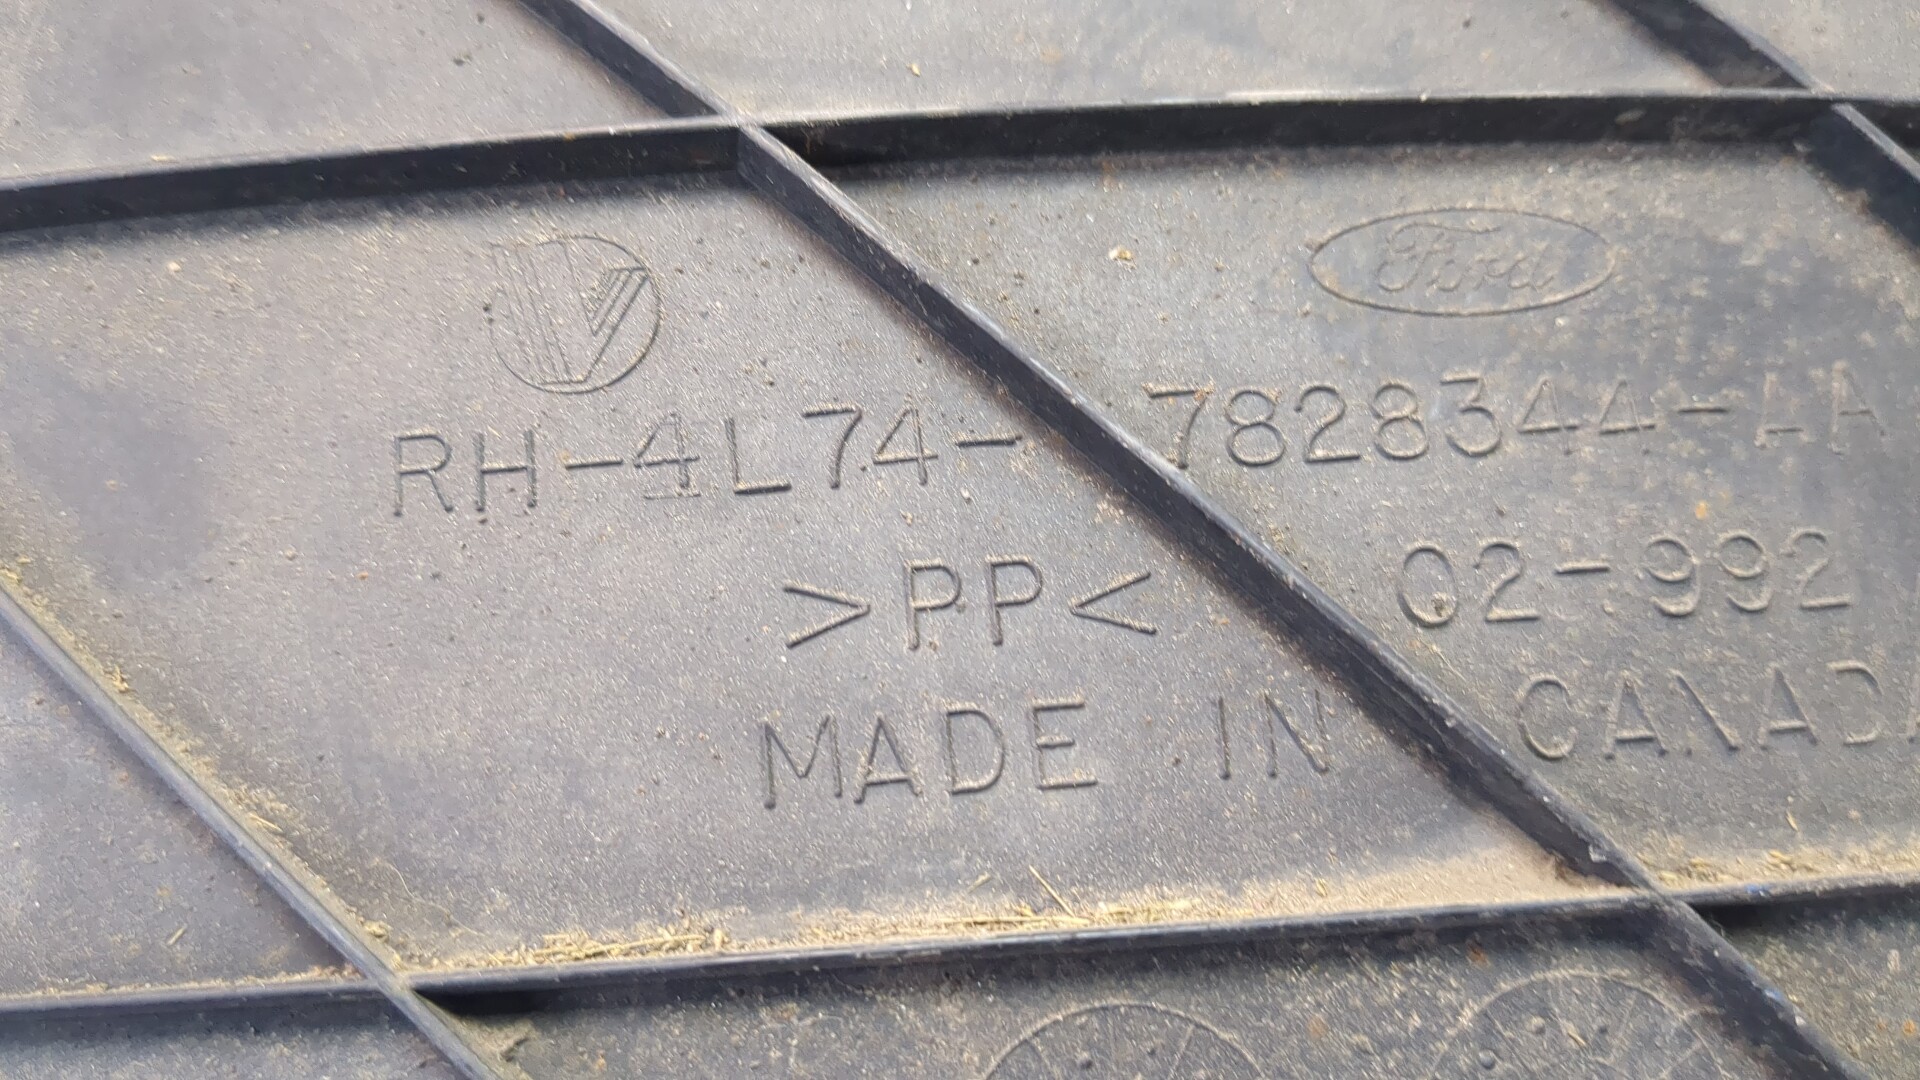 Ford
RH-4L74- 7828344-AA
>PP< 02-992
MADE IN CANADA